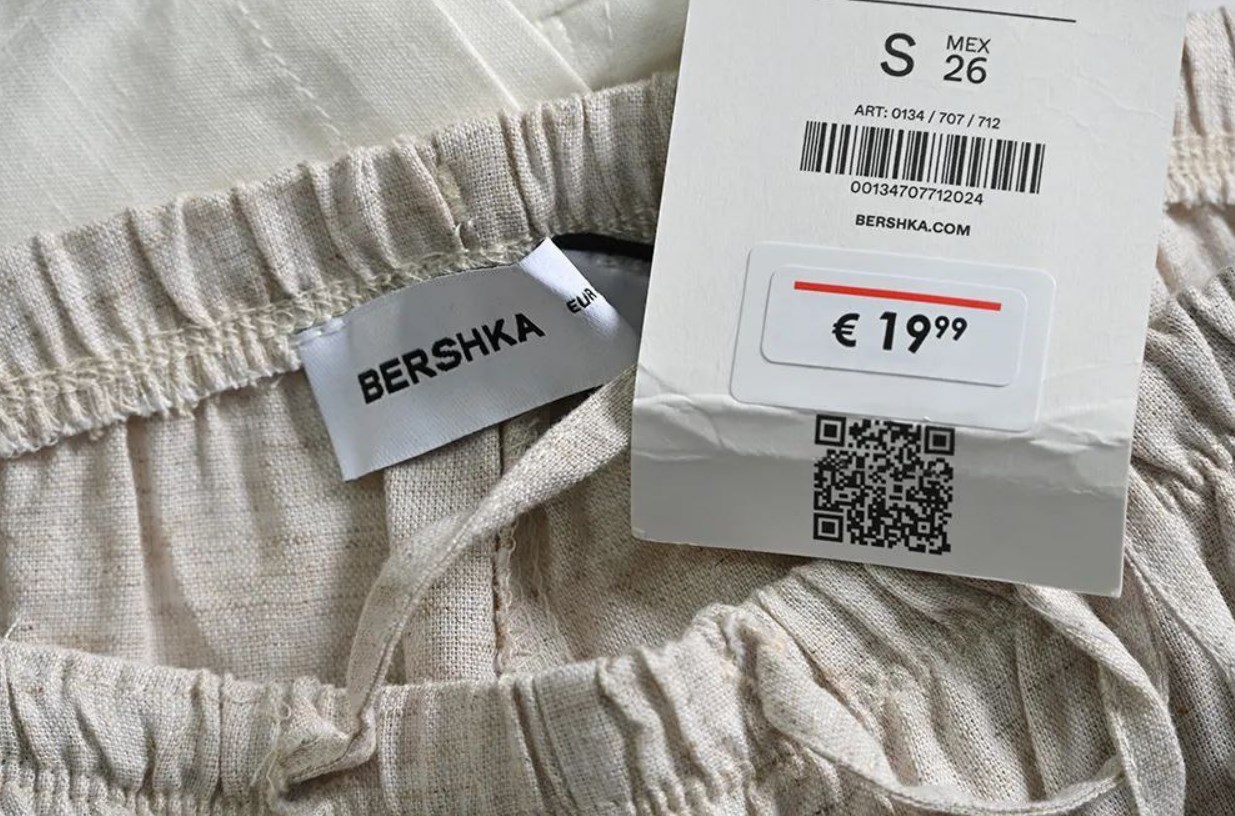 S MEX
26
ART: 0134 / 707 / 712
00134707712024
BERSHKA.COM
€ 19⁹⁹
BERSHKA
EUR